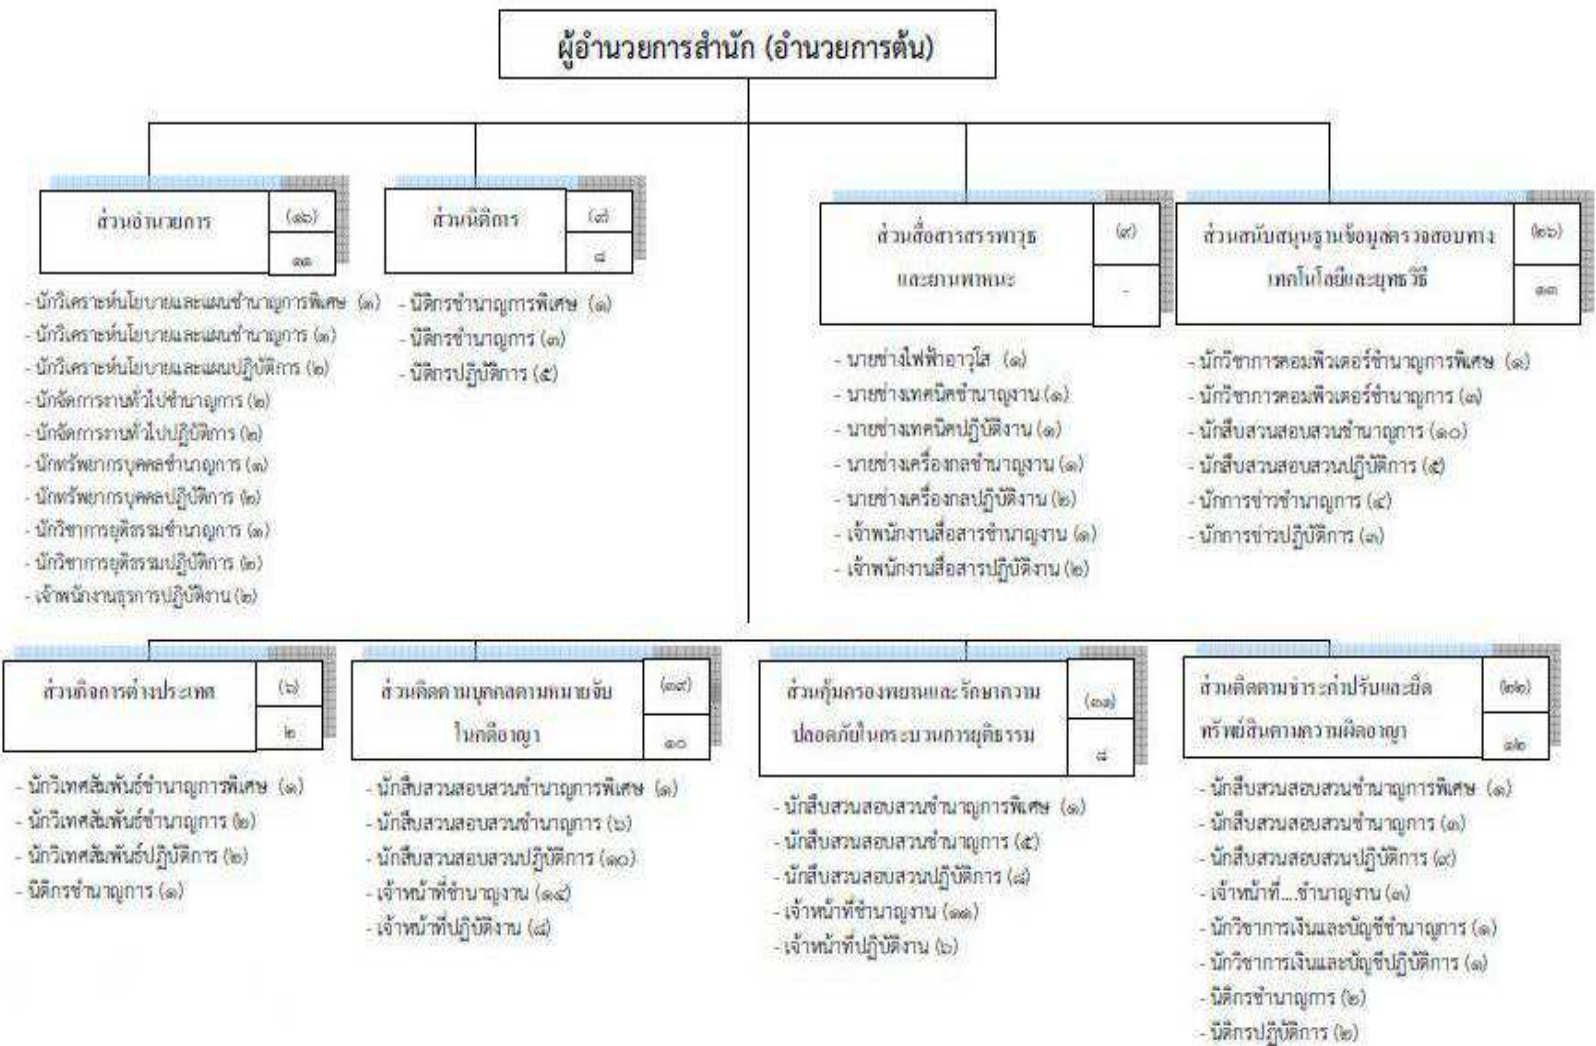 ผู้อำนวยการสำนัก (อำนวยการต้น)
ส่วนอำนวยการ
(๑๖)
๑๑
- นักวิเคราะห์นโยบายและแผนชำนาญการพิเศษ (๑)
- นักวิเคราะห์นโยบายและแผนชำนาญการ (๑)
- นักวิเคราะห์นโยบายและแผนปฏิบัติการ (๒)
- นักจัดการงานทั่วไปชำนาญการ (๒)
- นักจัดการงานทั่วไปปฏิบัติการ (๒)
- นักทรัพยากรบุคคลชำนาญการ (๑)
- นักทรัพยากรบุคคลปฏิบัติการ (๒)
- นักวิชาการยุติธรรมชำนาญการ (๑)
- นักวิชาการยุติธรรมปฏิบัติการ (๒)
- เจ้าพนักงานธุรการปฏิบัติงาน (๒)
ส่วนนิติการ
(๙)
๘
- นิติกรชำนาญการพิเศษ (๑)
- นิติกรชำนาญการ (๓)
- นิติกรปฏิบัติการ (๕)
ส่วนสื่อสารสรรพาวุธ
และยานพาหนะ
(๙)
-
- นายช่างไฟฟ้าอาวุโส (๑)
- นายช่างเทคนิคชำนาญงาน (๑)
- นายช่างเทคนิคปฏิบัติงาน (๑)
- นายช่างเครื่องกลชำนาญงาน (๑)
- นายช่างเครื่องกลปฏิบัติงาน (๒)
- เจ้าพนักงานสื่อสารชำนาญงาน (๑)
- เจ้าพนักงานสื่อสารปฏิบัติงาน (๒)
ส่วนสนับสนุนฐานข้อมูลตรวจสอบทาง
เทคโนโลยีและยุทธวิธี
(๒๖)
๑๓
- นักวิชาการคอมพิวเตอร์ชำนาญการพิเศษ (๑)
- นักวิชาการคอมพิวเตอร์ชำนาญการ (๓)
- นักสืบสวนสอบสวนชำนาญการ (๑๐)
- นักสืบสวนสอบสวนปฏิบัติการ (๕)
- นักการข่าวชำนาญการ (๔)
- นักการข่าวปฏิบัติการ (๓)
ส่วนกิจการต่างประเทศ
(๖)
๒
- นักวิเทศสัมพันธ์ชำนาญการพิเศษ (๑)
- นักวิเทศสัมพันธ์ชำนาญการ (๒)
- นักวิเทศสัมพันธ์ปฏิบัติการ (๒)
- นิติกรชำนาญการ (๑)
ส่วนติดตามบุคคลตามหมายจับ
ในคดีอาญา
(๓๙)
๑๐
- นักสืบสวนสอบสวนชำนาญการพิเศษ (๑)
- นักสืบสวนสอบสวนชำนาญการ (๖)
- นักสืบสวนสอบสวนปฏิบัติการ (๑๐)
- เจ้าหน้าที่ชำนาญงาน (๑๔)
- เจ้าหน้าที่ปฏิบัติงาน (๘)
ส่วนคุ้มครองพยานและรักษาความ
ปลอดภัยในกระบวนการยุติธรรม
(๓๑)
๘
- นักสืบสวนสอบสวนชำนาญการพิเศษ (๑)
- นักสืบสวนสอบสวนชำนาญการ (๕)
- นักสืบสวนสอบสวนปฏิบัติการ (๘)
- เจ้าหน้าที่ชำนาญงาน (๑๑)
- เจ้าหน้าที่ปฏิบัติงาน (๖)
ส่วนติดตามชำระค่าปรับและยึด
ทรัพย์สินตามความผิดอาญา
(๒๒)
๑๒
- นักสืบสวนสอบสวนชำนาญการพิเศษ (๑)
- นักสืบสวนสอบสวนชำนาญการ (๓)
- นักสืบสวนสอบสวนปฏิบัติการ (๙)
- เจ้าหน้าที่....ชำนาญงาน (๓)
- นักวิชาการเงินและบัญชีชำนาญการ (๑)
- นักวิชาการเงินและบัญชีปฏิบัติการ (๑)
- นิติกรชำนาญการ (๒)
- นิติกรปฏิบัติการ (๒)